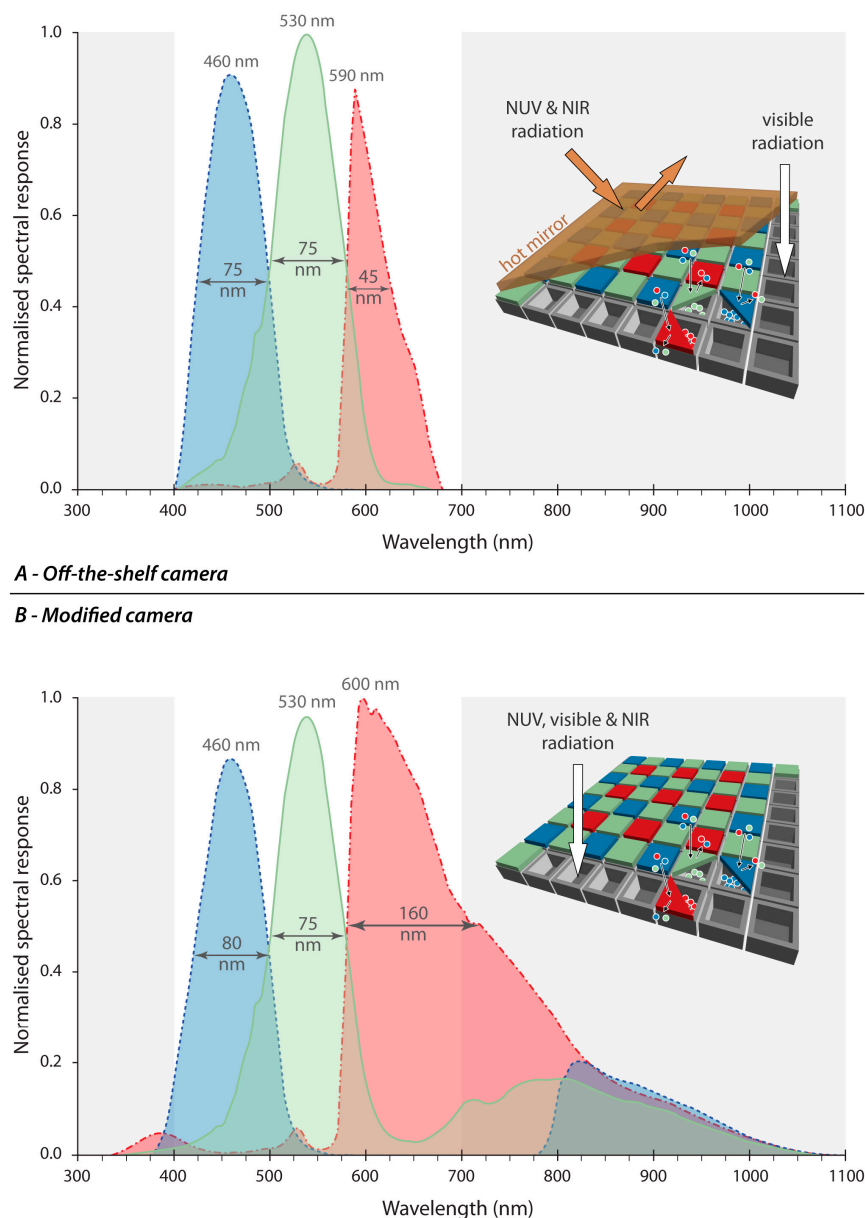 530 nm
460 nm
590 nm
1.0
0.8
0.6
0.4
0.2
0.0
Normalised spectral response
75
nm
75
nm
45
nm
NUV & NIR
radiation
visible
radiation
hot mirror
300 400 500 600 700 800 900 1000 1100
Wavelength (nm)
A - Off-the-shelf camera
B - Modified camera
600 nm
530 nm
460 nm
1.0
0.8
0.6
0.4
0.2
0.0
Normalised spectral response
80
nm
75
nm
160
nm
NUV, visible & NIR
radiation
300 400 500 600 700 800 900 1000 1100
Wavelength (nm)